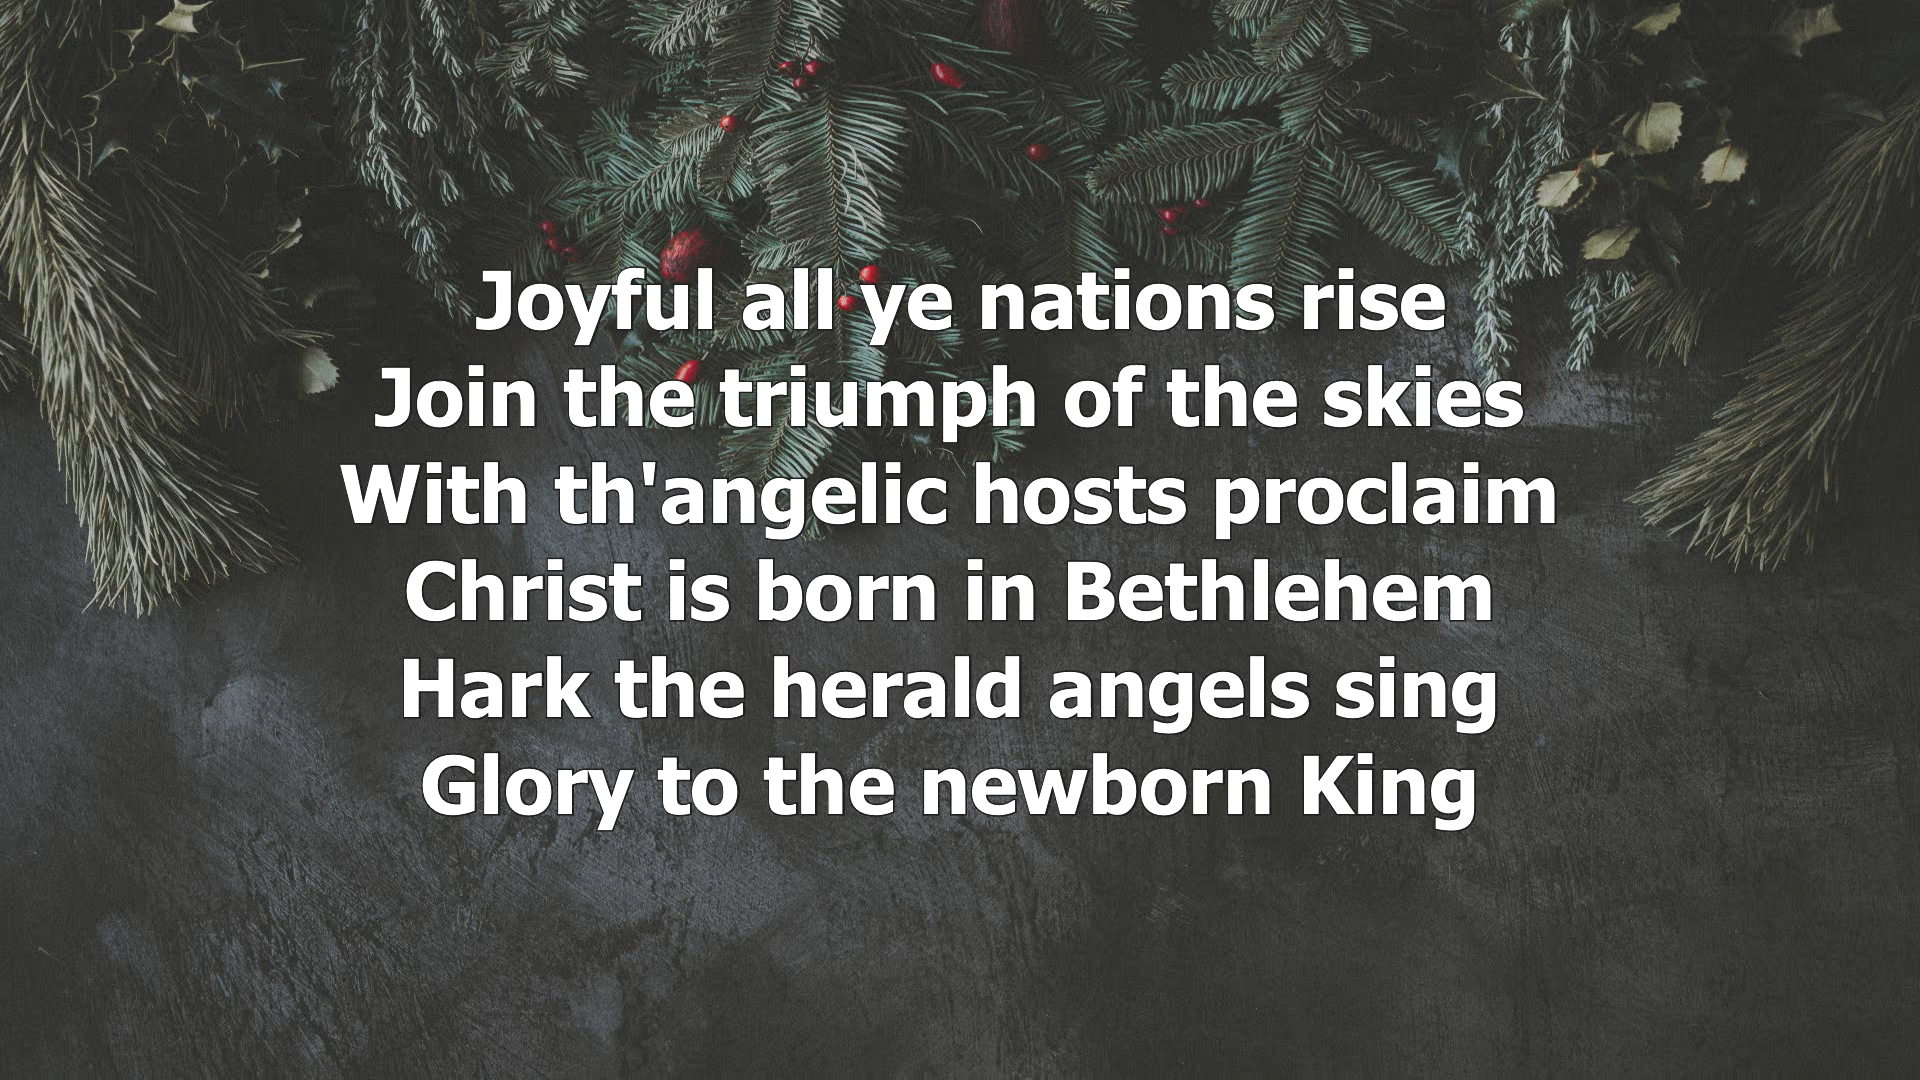 Joyful all ye nations rise
Join the triumph of the skies
With th'angelic hosts proclaim
Christ is born in Bethlehem
Hark the herald angels sing
Glory to the newborn King